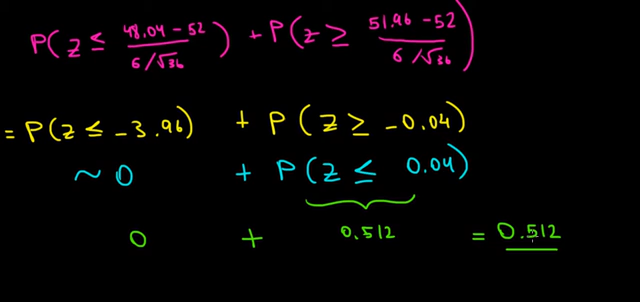 P(z ≤ (48.04 - 52)/(6/√36)) + P(z ≥ (51.96 - 52)/(6/√36))
= P(z ≤ -3.96) + P(z ≥ -0.04)
~ 0 + P(z ≤ 0.04)
0 + 0.512 = 0.512